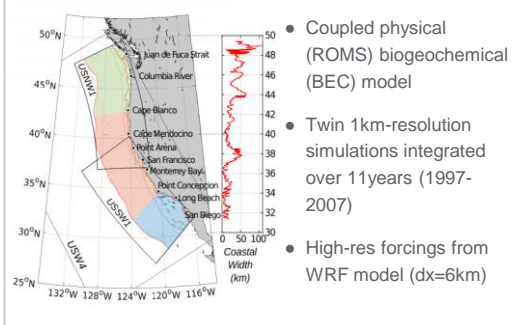 50°N
45°N
40°N
35°N
30°N
25°N
132°W 128°W 124°W 120°W 116°W
USNW1
USSW1
USW4
Juan de Fuca Strait
Columbia River
Cape Blanco
Cape Mendocino
Point Arena
San Francisco
Monterrey Bay
Point Conception
Long Beach
San Diego
50
48
46
44
42
40
38
36
34
32
30
0 50 100
Coastal
Width
(km)
● Coupled physical
(ROMS) biogeochemical
(BEC) model
● Twin 1km-resolution
simulations integrated
over 11years (1997-
2007)
● High-res forcings from
WRF model (dx=6km)